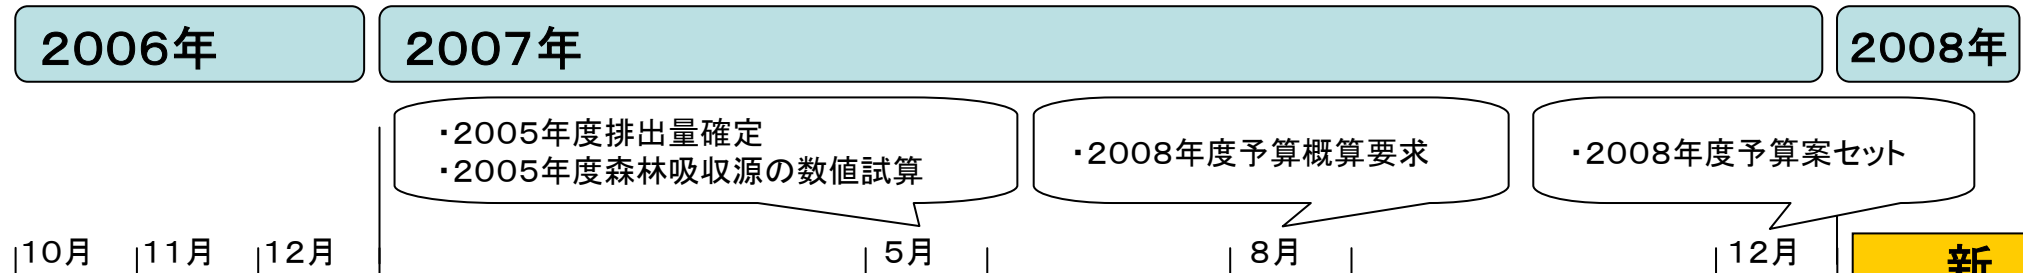 2006年
2007年
2008年
・2005年度排出量確定
・2005年度森林吸収源の数値試算
・2008年度予算概算要求
・2008年度予算案セット
10月
11月
12月
5月
8月
12月
新